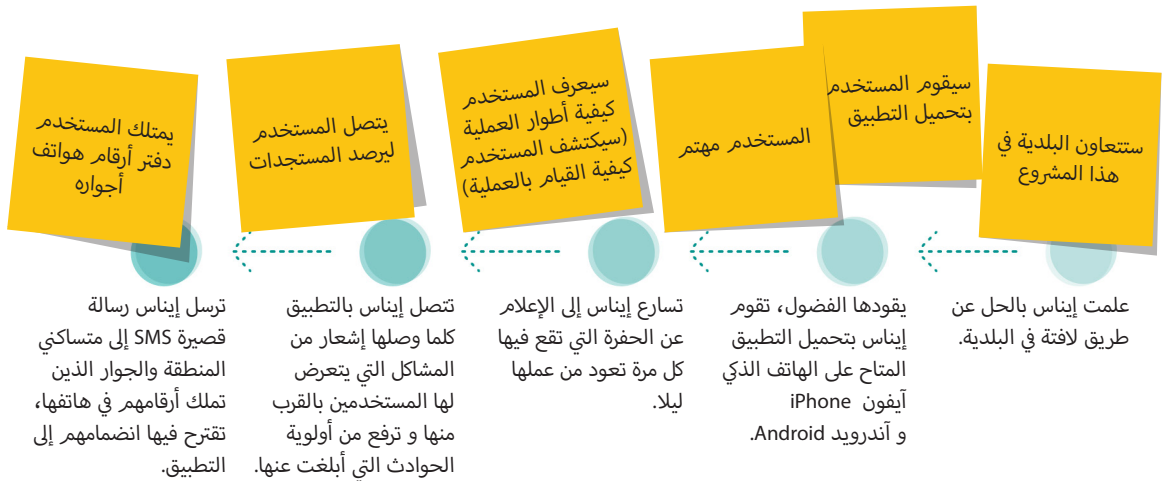 ستتعاون البلدية في
هذا المشروع
سيقوم المستخدم
بتحميل التطبيق
المستخدم مهتم
سيعرف المستخدم
كيفية أطوار العملية
(سيكتشف المستخدم
كيفية القيام بالعملية)
يتصل المستخدم
ليرصد المستجدات
يمتلك المستخدم
دفتر أرقام هواتف
أجواره
علمت إيناس بالحل عن
طريق لافتة في البلدية.
يقودها الفضول، تقوم
إيناس بتحميل التطبيق
المتاح على الهاتف الذكي
آيفون iPhone
و آندرويد Android.
تسارع إيناس إلى الإعلام
عن الحفرة التي تقع فيها
كل مرة تعود من عملها
ليلا.
تتصل إيناس بالتطبيق
كلما وصلها إشعار من
المشاكل التي يتعرض
لها المستخدمين بالقرب
منها و ترفع من أولوية
الحوادث التي أبلغت عنها.
ترسل إيناس رسالة
قصيرة SMS إلى متساكني
المنطقة والجوار الذين
تملك أرقامهم في هاتفها،
تقترح فيها انضمامهم إلى
التطبيق.